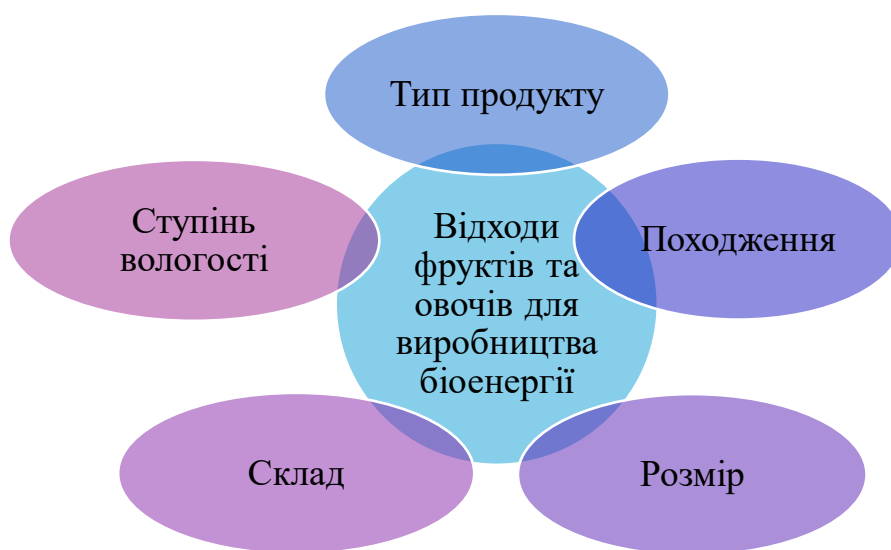 Тип продукту
Ступінь
вологості
Відходи
фруктів та
овочів для
виробництва
біоенергії
Походження
Склад
Розмір